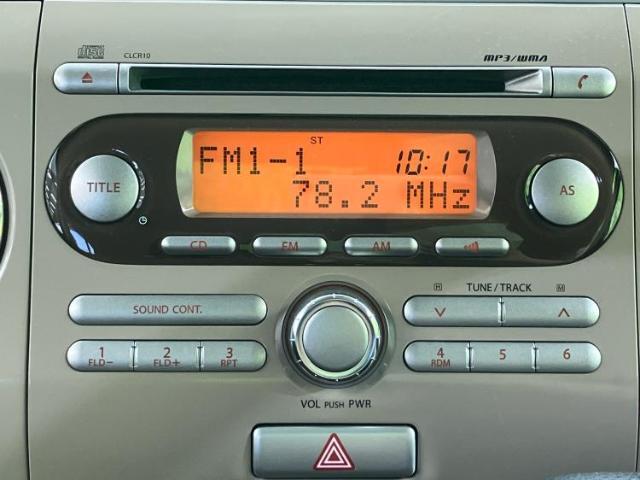 disc CLCR10 MP3/WMA
ST
FM1-1 10:17
78.2 MHz
TITLE
AS
CD FM AM
H TUNE/TRACK M
SOUND CONT.
1 2 3 4 5 6
FLD- FLD+ RPT RDM
VOL PUSH PWR